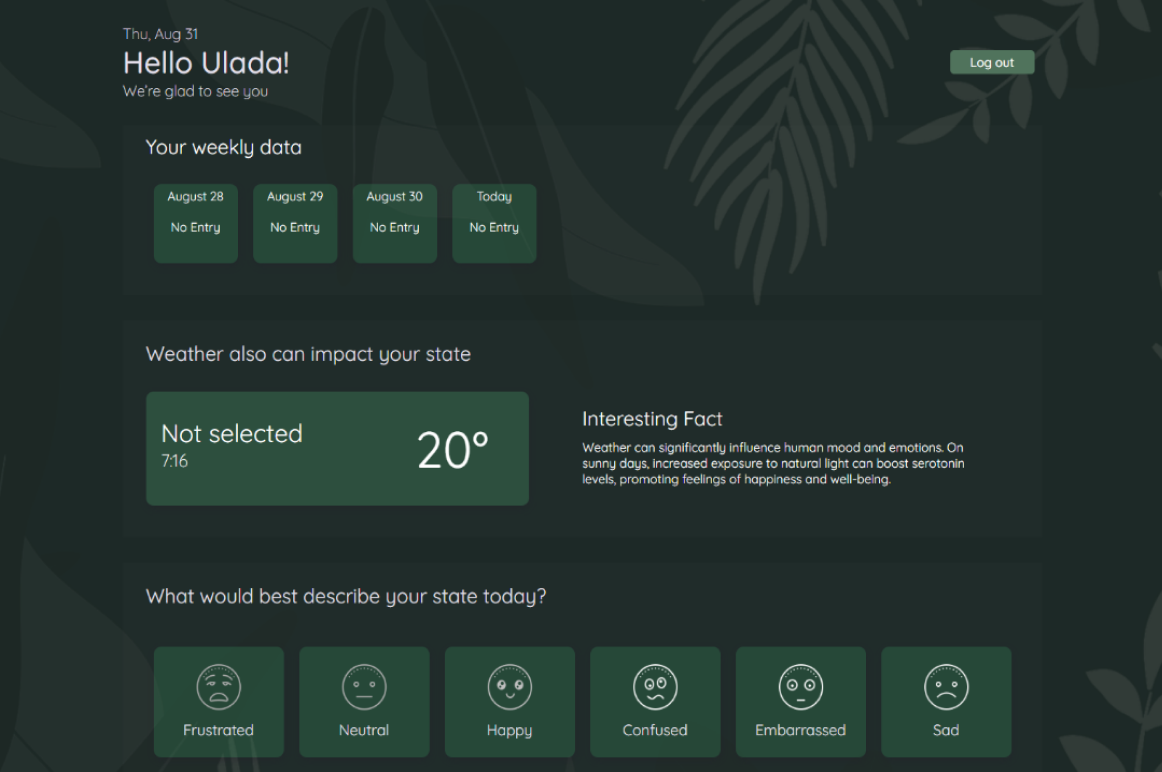 Thu, Aug 31
Hello Ulada!
We're glad to see you
Log out
Your weekly data
August 28
No Entry
August 29
No Entry
August 30
No Entry
Today
No Entry
Weather also can impact your state
Not selected
7:16
20°
Interesting Fact
Weather can significantly influence human mood and emotions. On
sunny days, increased exposure to natural light can boost serotonin
levels, promoting feelings of happiness and well-being.
What would best describe your state today?
Frustrated
Neutral
Happy
Confused
Embarrassed
Sad